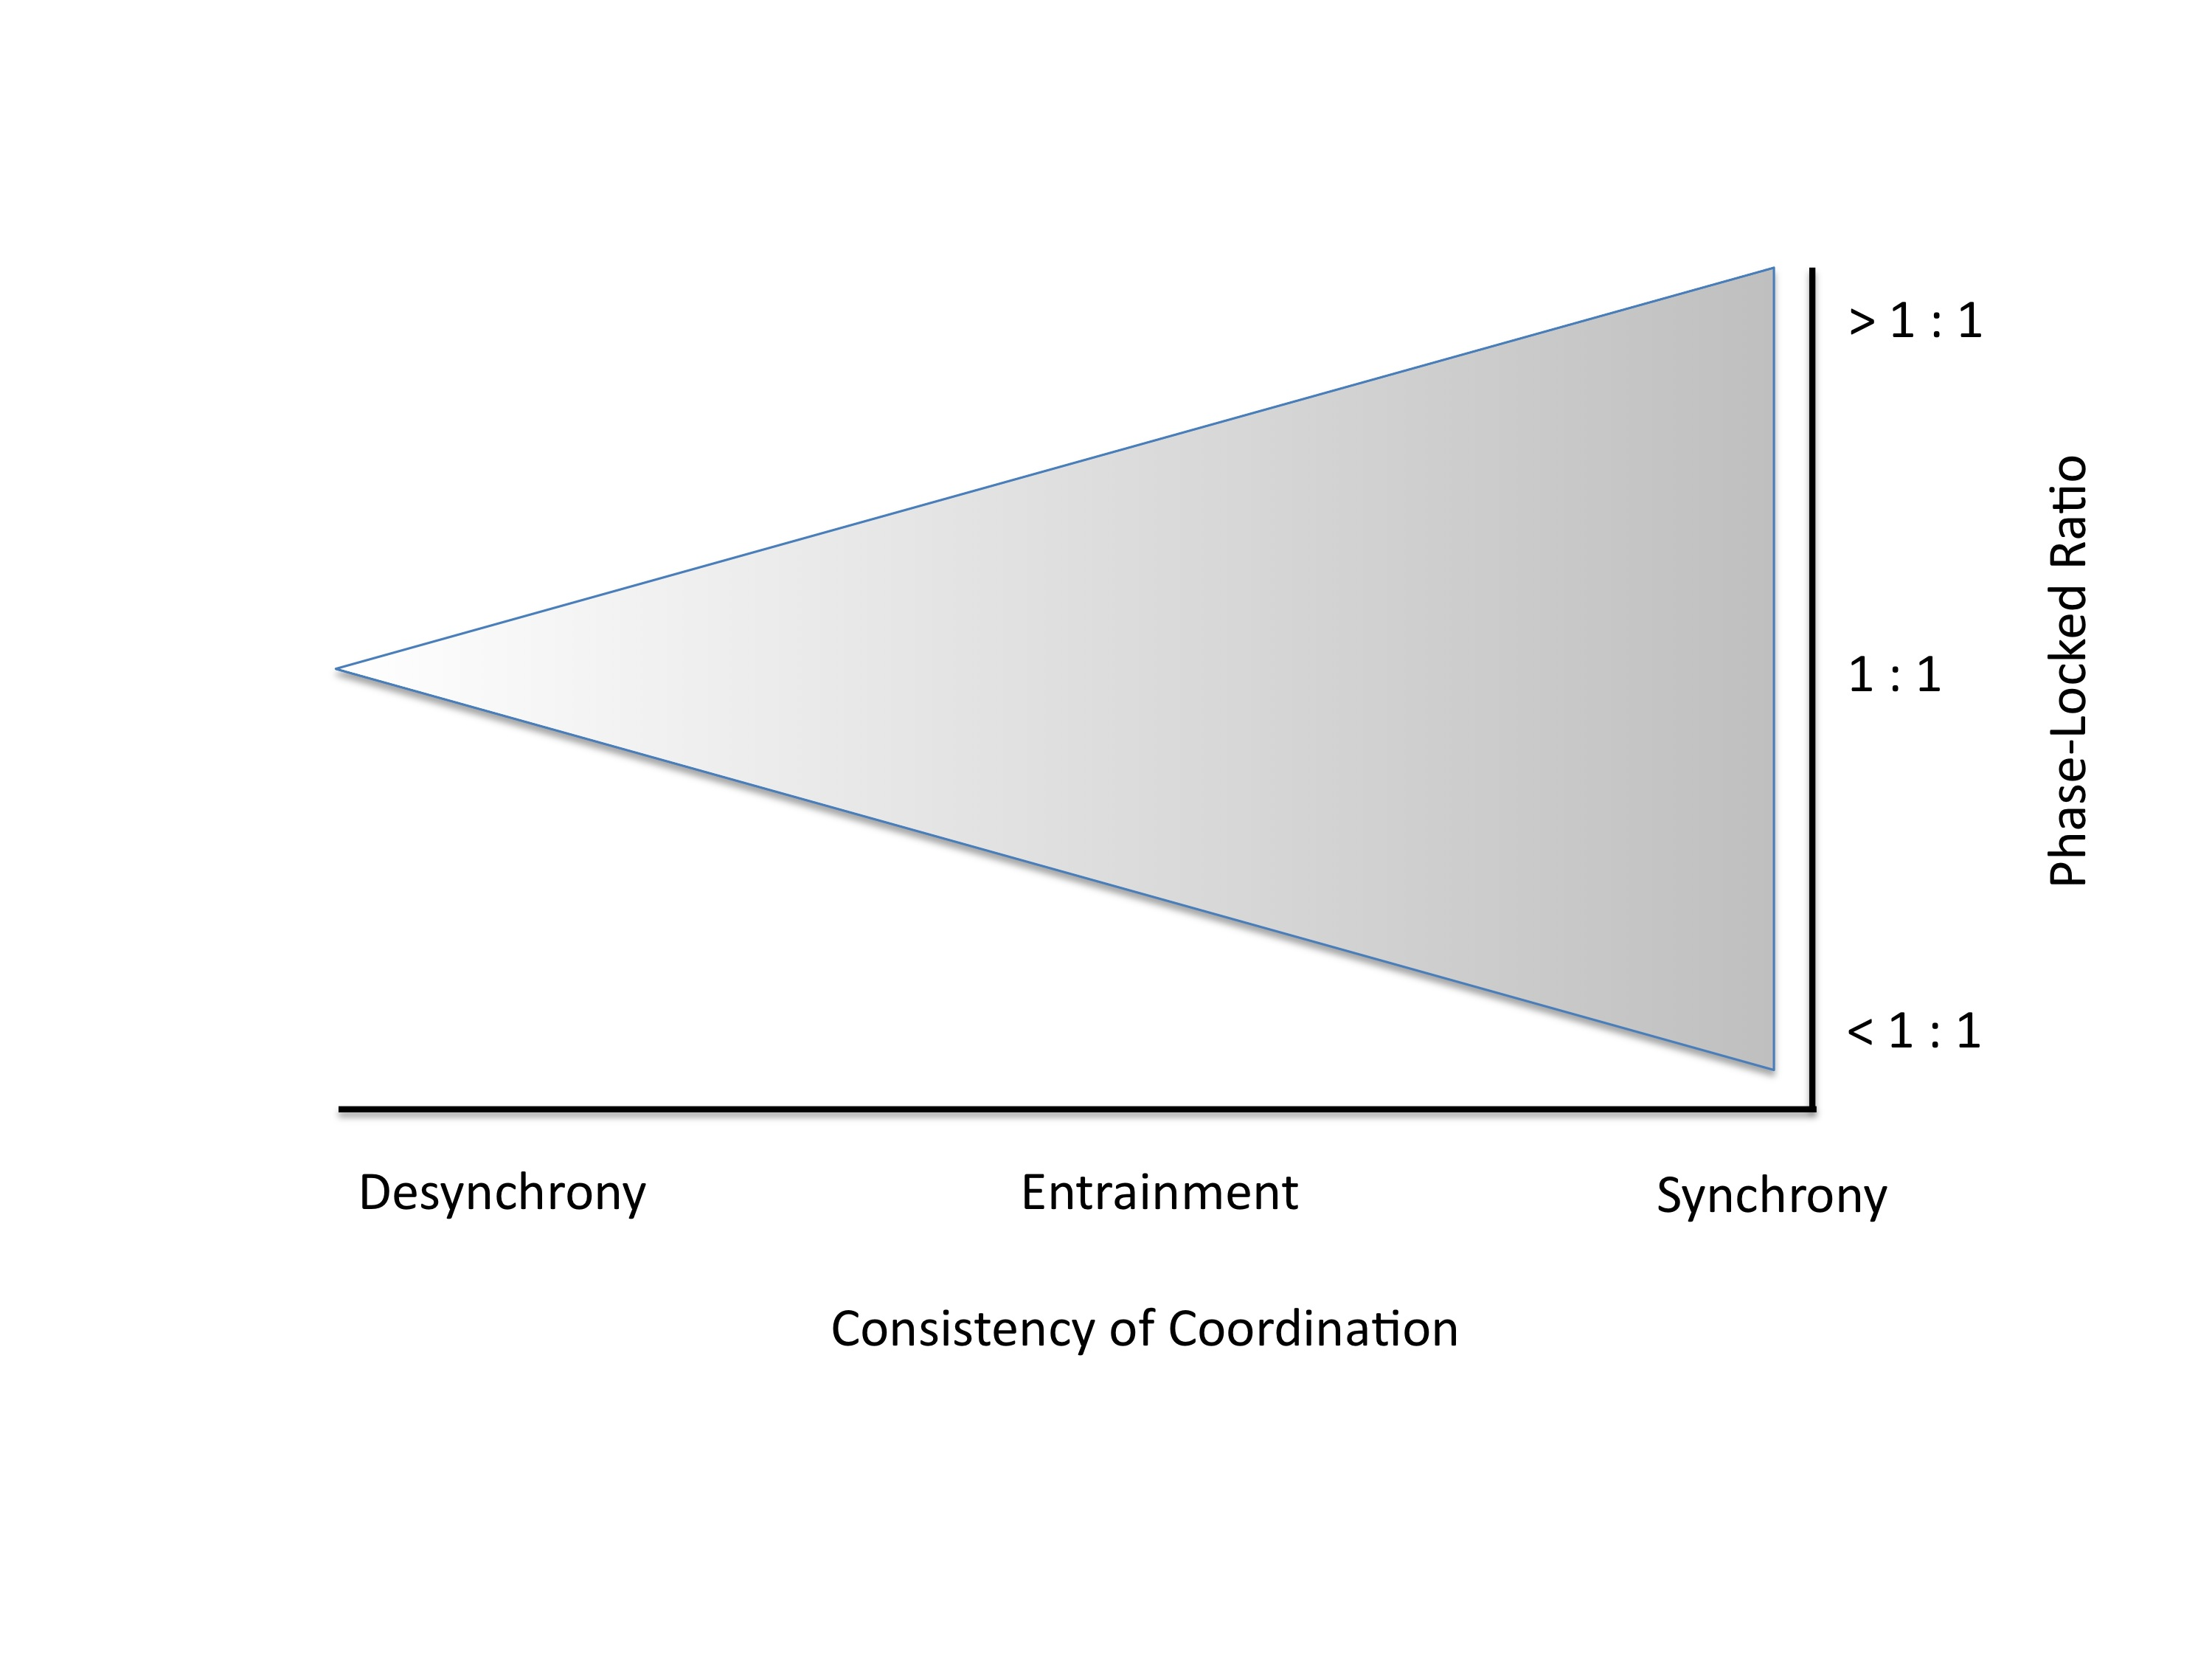 > 1 : 1
1 : 1
< 1 : 1
Phase-Locked Ratio
Desynchrony
Entrainment
Synchrony
Consistency of Coordination